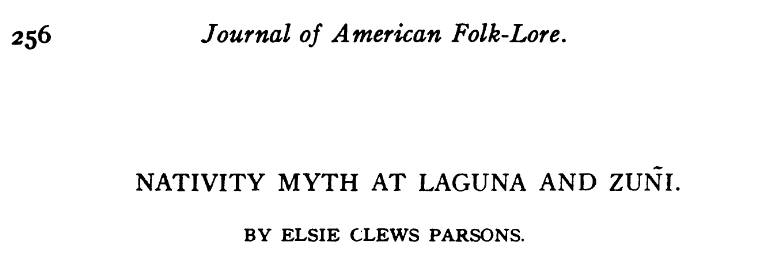 256 Journal of American Folk-Lore.
NATIVITY MYTH AT LAGUNA AND ZUÑI.
BY ELSIE CLEWS PARSONS.